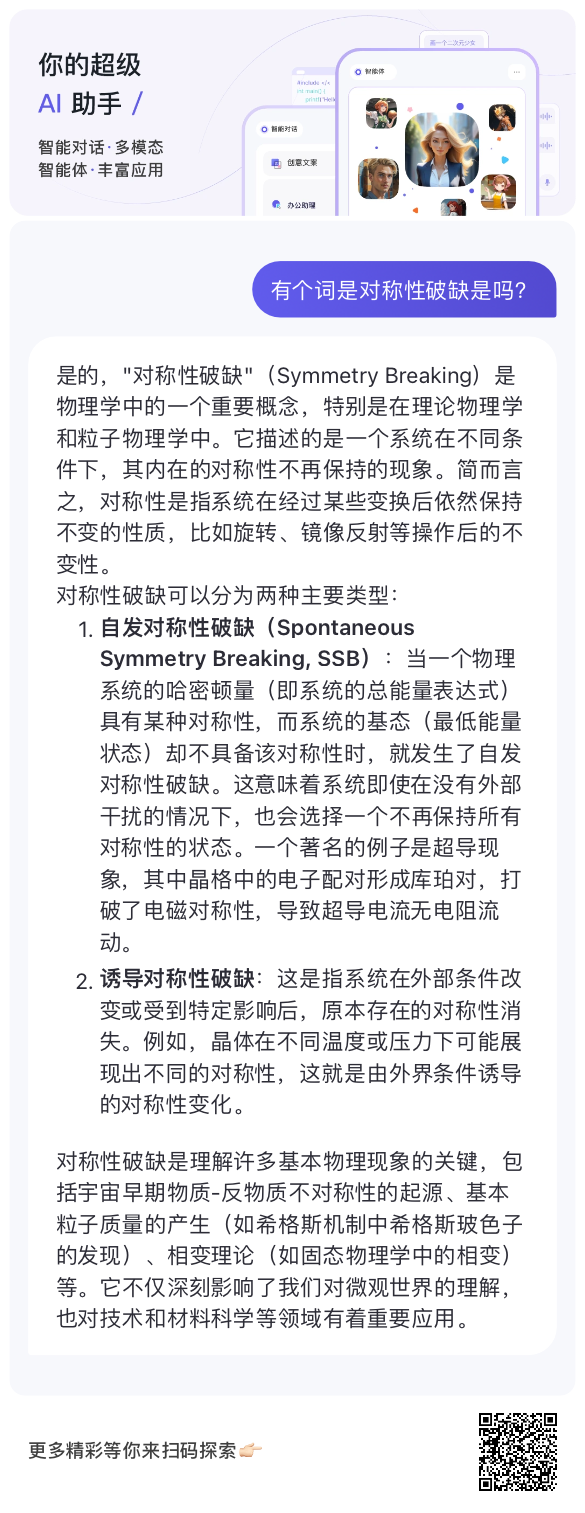 你的超级
AI 助手 /
智能对话·多模态
智能体·丰富应用
画一个二次元少女
#include </>
智能体
智能对话
创意文案
办公助理
有个词是对称性破缺是吗?
是的，"对称性破缺"（Symmetry Breaking）是
物理学中的一个重要概念，特别是在理论物理学
和粒子物理学中。它描述的是一个系统在不同条
件下，其内在的对称性不再保持的现象。简而言
之，对称性是指系统在经过某些变换后依然保持
不变的性质，比如旋转、镜像反射等操作后的不
变性。
对称性破缺可以分为两种主要类型：
1. 自发对称性破缺（Spontaneous
Symmetry Breaking, SSB）：当一个物理
系统的哈密顿量（即系统的总能量表达式）
具有某种对称性，而系统的基态（最低能量
状态）却不具备该对称性时，就发生了自发
对称性破缺。这意味着系统即使在没有外部
干扰的情况下，也会选择一个不再保持所有
对称性的状态。一个著名的例子是超导现
象，其中晶格中的电子配对形成库珀对，打
破了电磁对称性，导致超导电流无电阻流
动。
2. 诱导对称性破缺：这是指系统在外部条件改
变或受到特定影响后，原本存在的对称性消
失。例如，晶体在不同温度或压力下可能展
现出不同的对称性，这就是由外界条件诱导
的对称性变化。
对称性破缺是理解许多基本物理现象的关键，包
括宇宙早期物质-反物质不对称性的起源、基本
粒子质量的产生（如希格斯机制中希格斯玻色子
的发现）、相变理论（如固态物理学中的相变）
等。它不仅深刻影响了我们对微观世界的理解，
也对技术和材料科学等领域有着重要应用。
更多精彩等你来扫码探索👉🏻